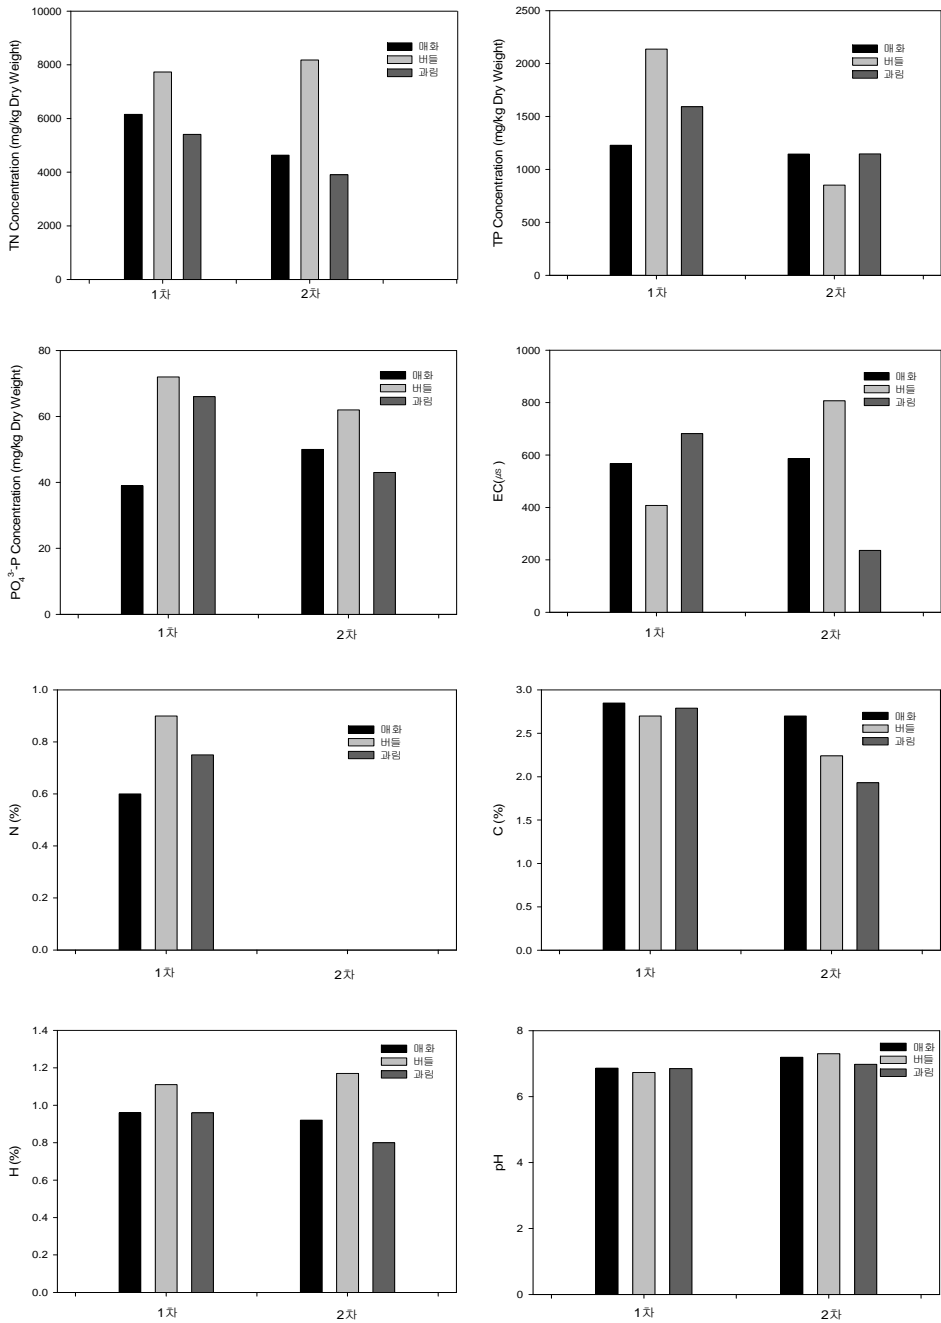 TN Concentration (mg/kg Dry Weight)
10000
8000
6000
4000
2000
0
매화
버들
과림
1차
2차
TP Concentration (mg/kg Dry Weight)
2500
2000
1500
1000
500
0
매화
버들
과림
1차
2차
PO₄³⁻-P Concentration (mg/kg Dry Weight)
80
60
40
20
0
매화
버들
과림
1차
2차
EC(㎲)
1000
800
600
400
200
0
매화
버들
과림
1차
2차
N (%)
1.0
0.8
0.6
0.4
0.2
0.0
매화
버들
과림
1차
2차
C (%)
3.0
2.5
2.0
1.5
1.0
0.5
0.0
매화
버들
과림
1차
2차
H (%)
1.4
1.2
1.0
0.8
0.6
0.4
0.2
0.0
매화
버들
과림
1차
2차
pH
8
6
4
2
0
매화
버들
과림
1차
2차